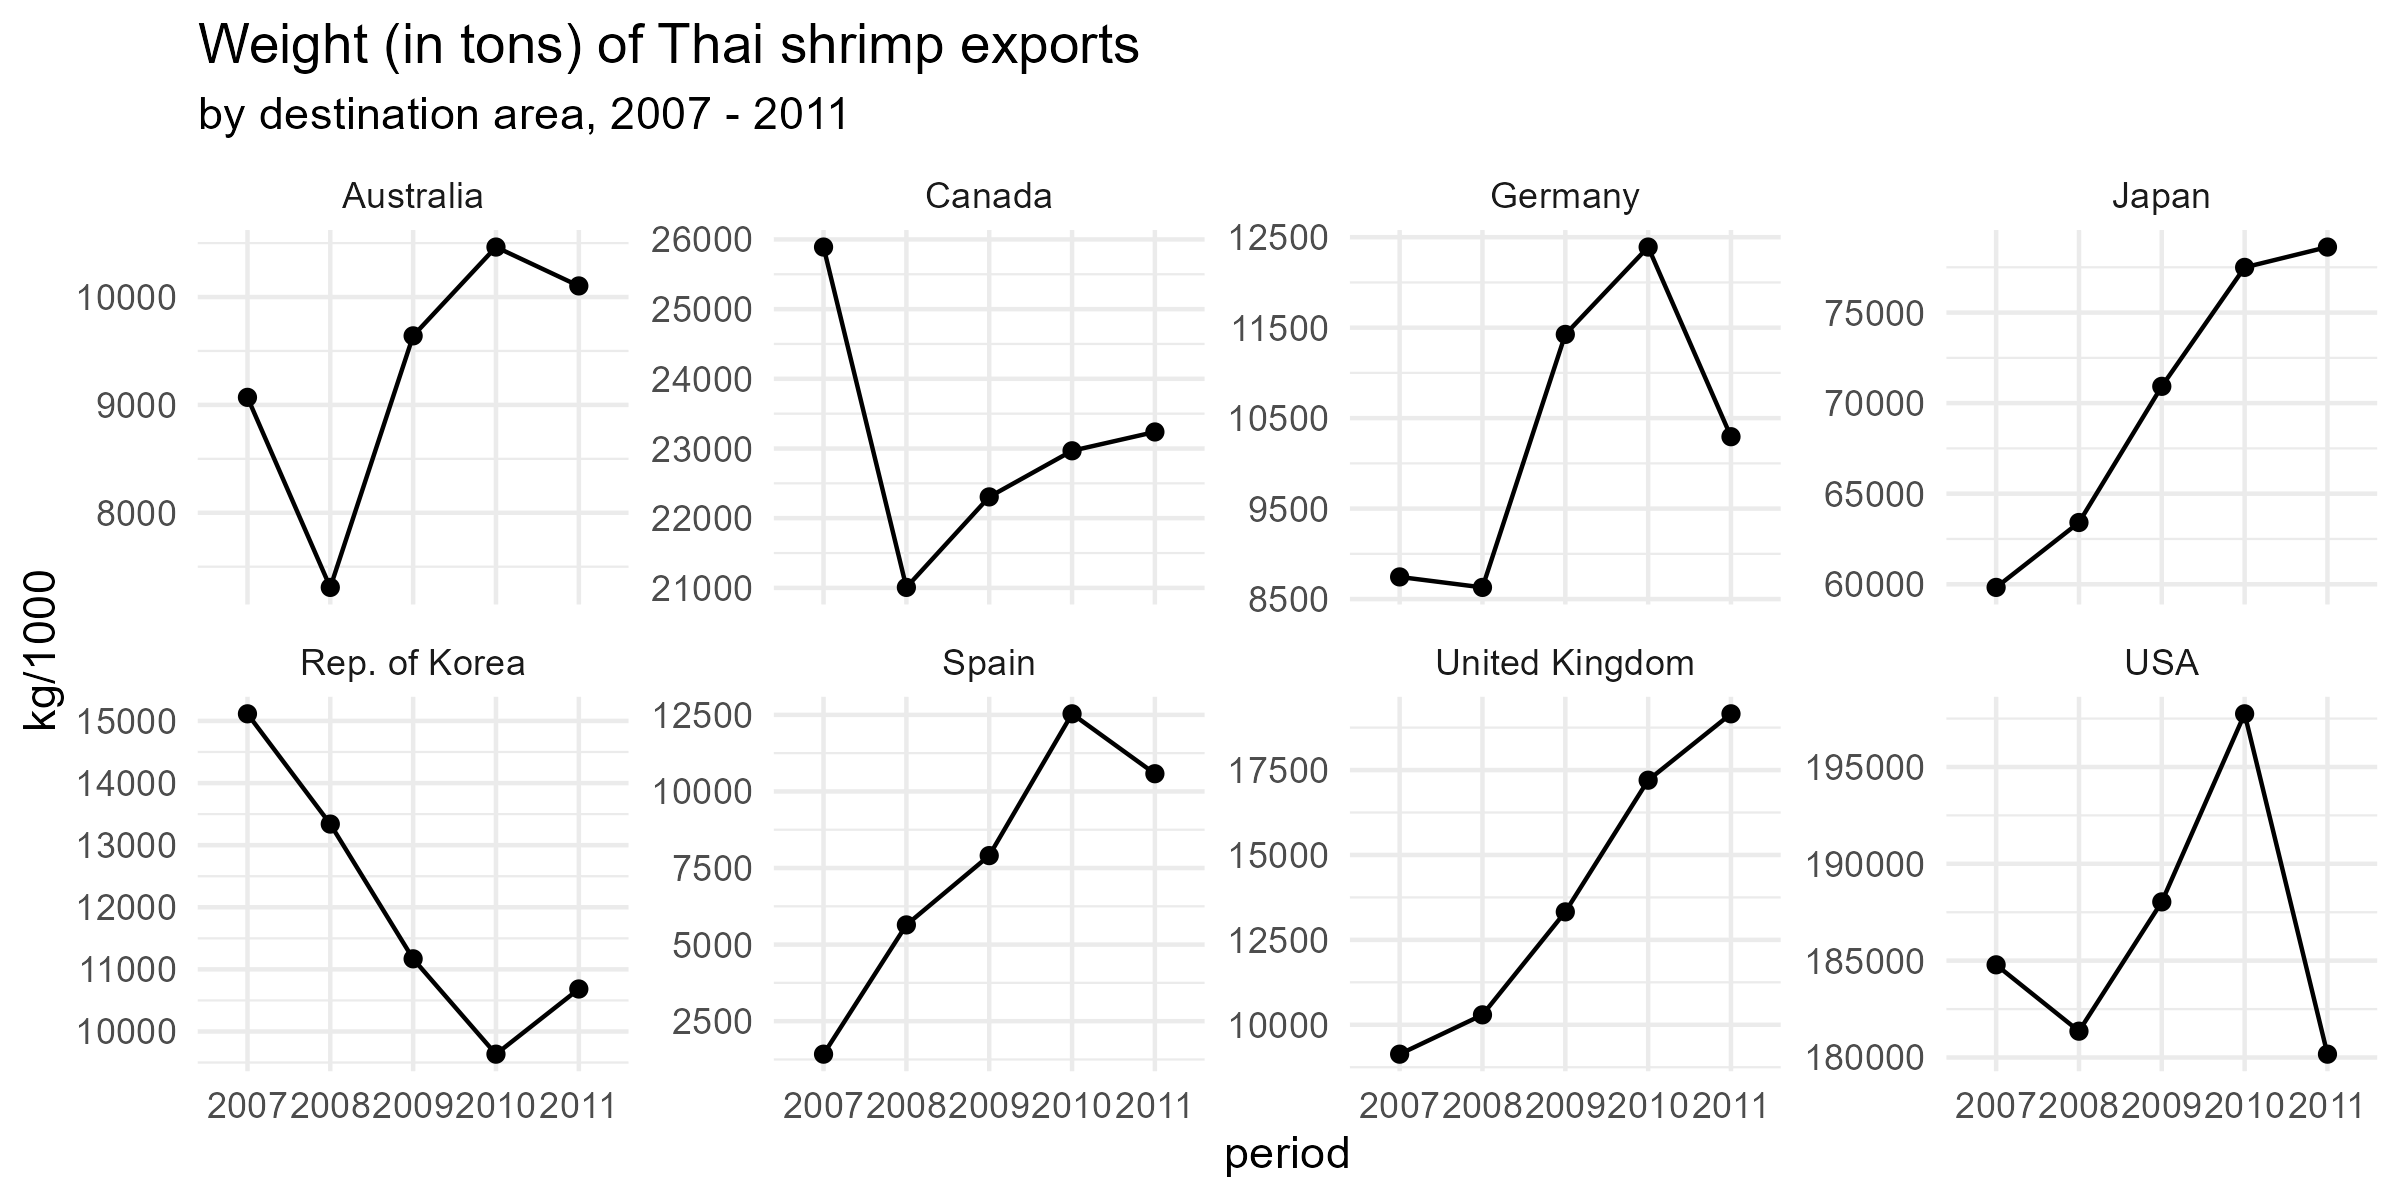 Weight (in tons) of Thai shrimp exports
by destination area, 2007 - 2011
kg/1000
Australia
10000
9000
8000
Canada
26000
25000
24000
23000
22000
21000
Germany
12500
11500
10500
9500
8500
Japan
75000
70000
65000
60000
Rep. of Korea
15000
14000
13000
12000
11000
10000
2007 2008 2009 2010 2011
Spain
12500
10000
7500
5000
2500
2007 2008 2009 2010 2011
United Kingdom
17500
15000
12500
10000
2007 2008 2009 2010 2011
USA
195000
190000
185000
180000
2007 2008 2009 2010 2011
period